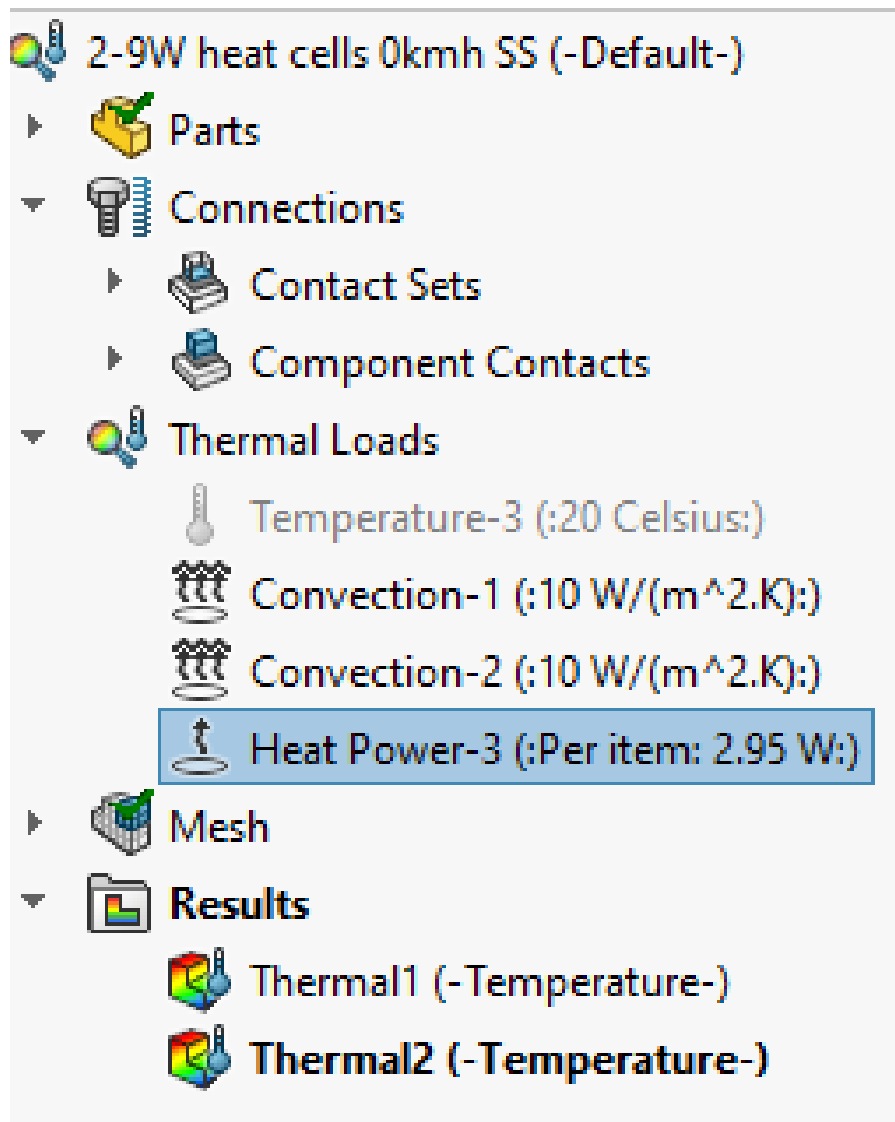 2-9W heat cells 0kmh SS (-Default-)
Parts
Connections
Contact Sets
Component Contacts
Thermal Loads
Temperature-3 (:20 Celsius:)
Convection-1 (:10 W/(m^2.K):)
Convection-2 (:10 W/(m^2.K):)
Heat Power-3 (:Per item: 2.95 W:)
Mesh
Results
Thermal1 (-Temperature-)
Thermal2 (-Temperature-)